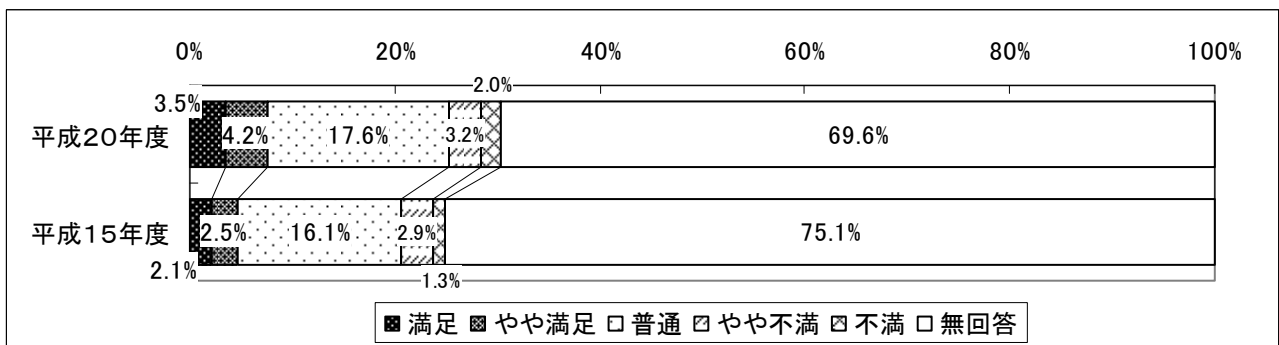 0% 20% 40% 60% 80% 100%
2.0%
3.5%
平成20年度 4.2% 17.6% 3.2% 69.6%
平成15年度 2.5% 16.1% 2.9% 75.1%
2.1%
1.3%
満足 やや満足 普通 やや不満 不満 無回答